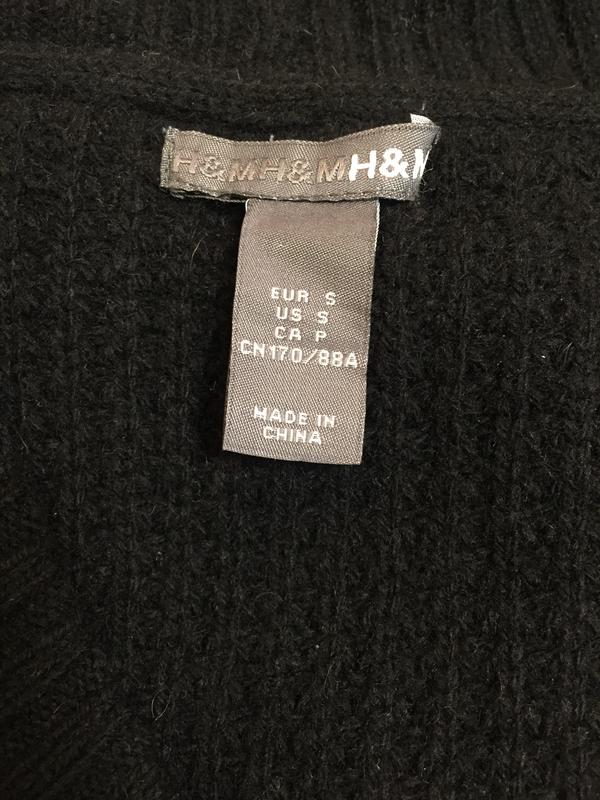 H&MH&MH&M
EUR S
US S
CA P
CN170/88A
MADE IN
CHINA